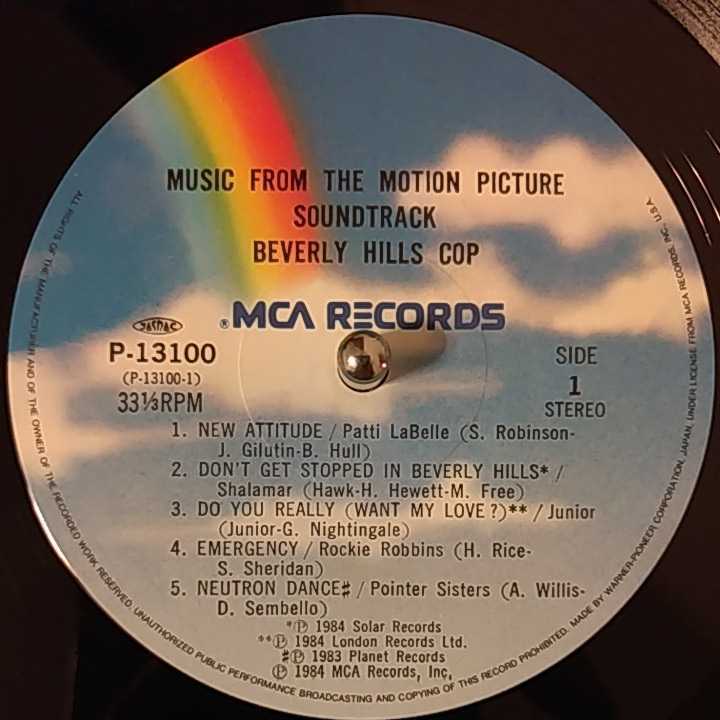 MUSIC FROM THE MOTION PICTURE
SOUNDTRACK
BEVERLY HILLS COP
® MCA RECORDS
JASRAC
P-13100
(P-13100-1)
33⅓RPM
SIDE
1
STEREO
1. NEW ATTITUDE / Patti LaBelle (S. Robinson-
J. Gilutin-B. Hull)
2. DON'T GET STOPPED IN BEVERLY HILLS* /
Shalamar (Hawk-H. Hewett-M. Free)
3. DO YOU REALLY (WANT MY LOVE?)** / Junior
(Junior-G. Nightingale)
4. EMERGENCY / Rockie Robbins (H. Rice-
S. Sheridan)
5. NEUTRON DANCE♯ / Pointer Sisters (A. Willis-
D. Sembello)
*℗ 1984 Solar Records
**℗ 1984 London Records Ltd.
♯℗ 1983 Planet Records
℗ 1984 MCA Records, Inc.
ALL RIGHTS OF THE MANUFACTURER AND OF THE OWNER OF THE RECORDED WORK RESERVED. UNAUTHORIZED PUBLIC PERFORMANCE BROADCASTING AND COPYING OF THIS RECORD PROHIBITED. MADE BY WARNER-PIONEER CORPORATION, JAPAN, UNDER LICENSE FROM MCA RECORDS, INC. U.S.A.